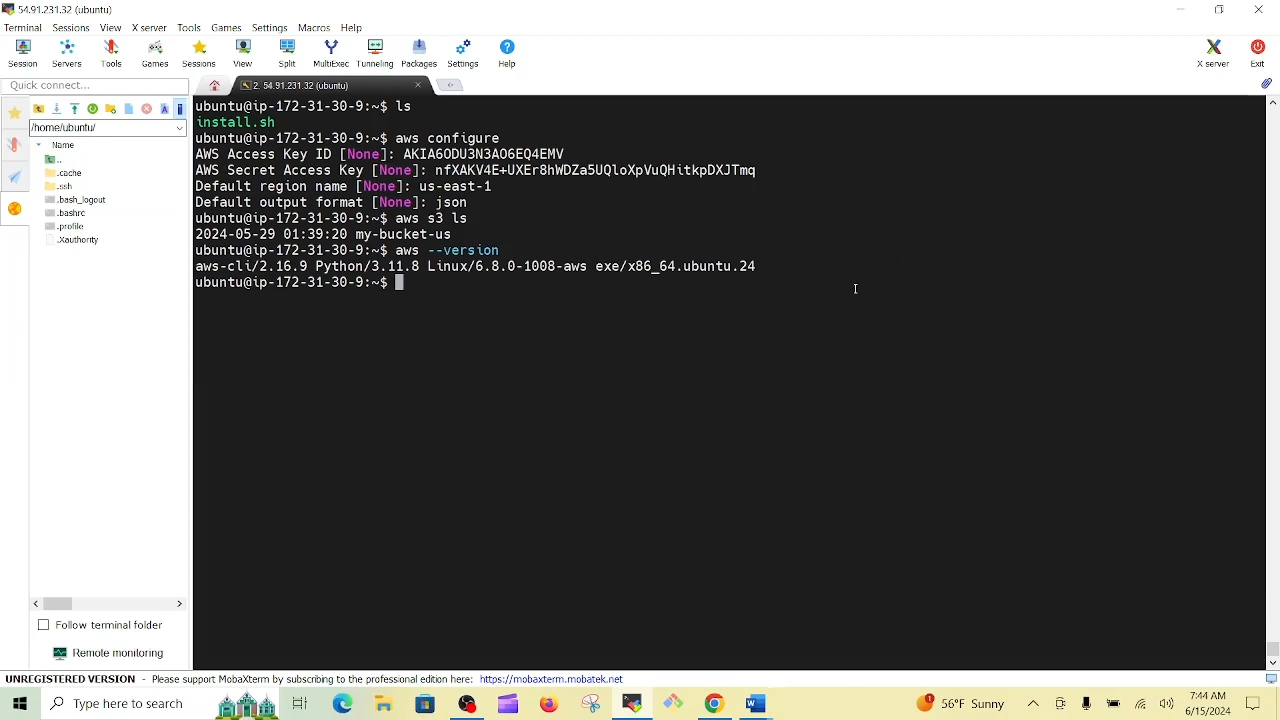 54.91.231.32 (ubuntu)
Terminal Sessions View X server Tools Games Settings Macros Help
Session Servers Tools Games Sessions View Split MultiExec Tunneling Packages Settings Help X server Exit
Quick connect...
2. 54.91.231.32 (ubuntu)
/home/ubuntu/
Name
..
.cache
.ssh
.bash_logout
.bashrc
.profile
.Xauthority
Follow terminal folder
Remote monitoring
ubuntu@ip-172-31-30-9:~$ ls
install.sh
ubuntu@ip-172-31-30-9:~$ aws configure
AWS Access Key ID [None]: AKIA6ODU3N3AO6EQ4EMV
AWS Secret Access Key [None]: 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
Default region name [None]: us-east-1
Default output format [None]: json
ubuntu@ip-172-31-30-9:~$ aws s3 ls
2024-05-29 01:39:20 my-bucket-us
ubuntu@ip-172-31-30-9:~$ aws --version
aws-cli/2.16.9 Python/3.11.8 Linux/6.8.0-1008-aws exe/x86_64.ubuntu.24
ubuntu@ip-172-31-30-9:~$
UNREGISTERED VERSION - Please support MobaXterm by subscribing to the professional edition here: https://mobaxterm.mobatek.net
Type here to search
56°F Sunny
7:44 AM
6/15/2024